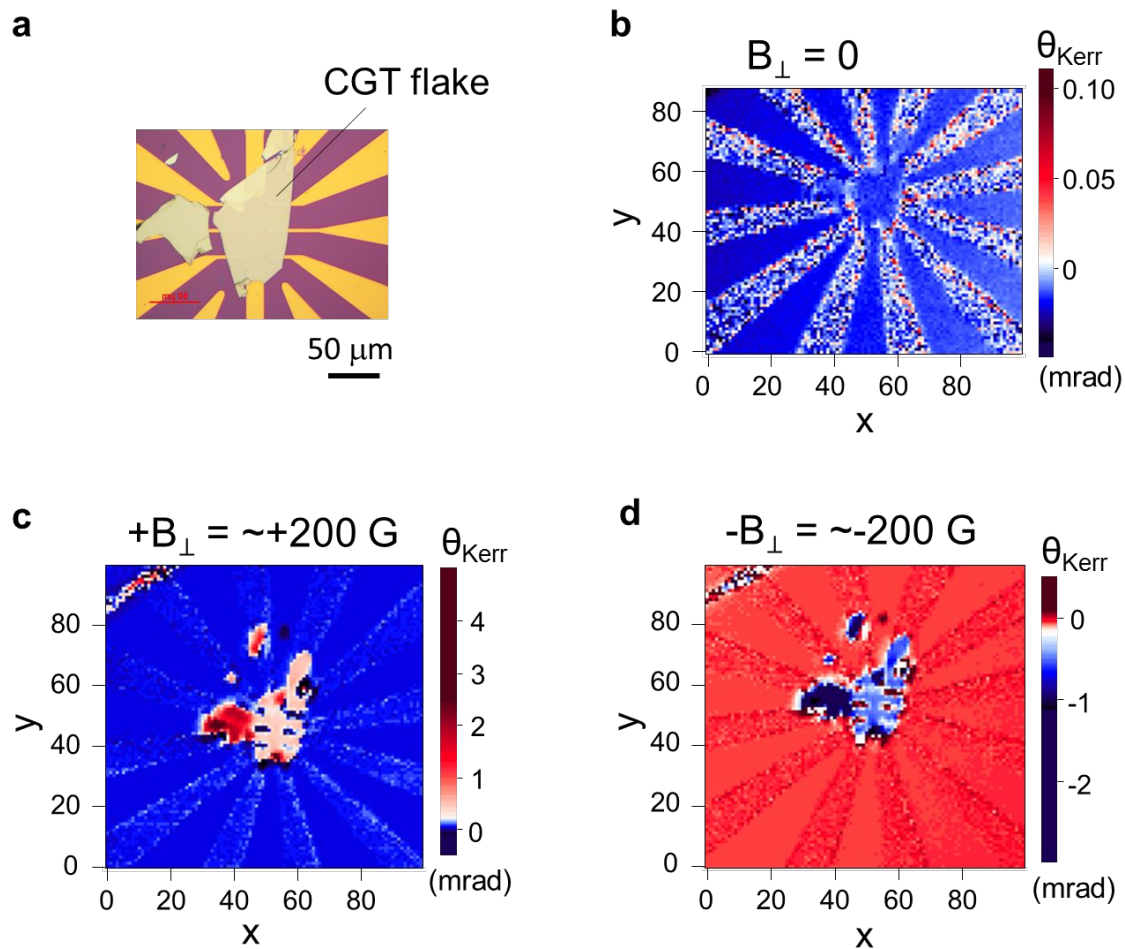 a
CGT flake
50 µm
50 μm
b
B⊥ = 0
θKerr
0.10
0.05
0
(mrad)
80
60
40
20
0
y
0 20 40 60 80
x
c
+B⊥ = ~+200 G
θKerr
4
3
2
1
0
(mrad)
80
60
40
20
0
y
0 20 40 60 80
x
d
-B⊥ = ~-200 G
θKerr
0
-1
-2
(mrad)
80
60
40
20
0
y
0 20 40 60 80
x